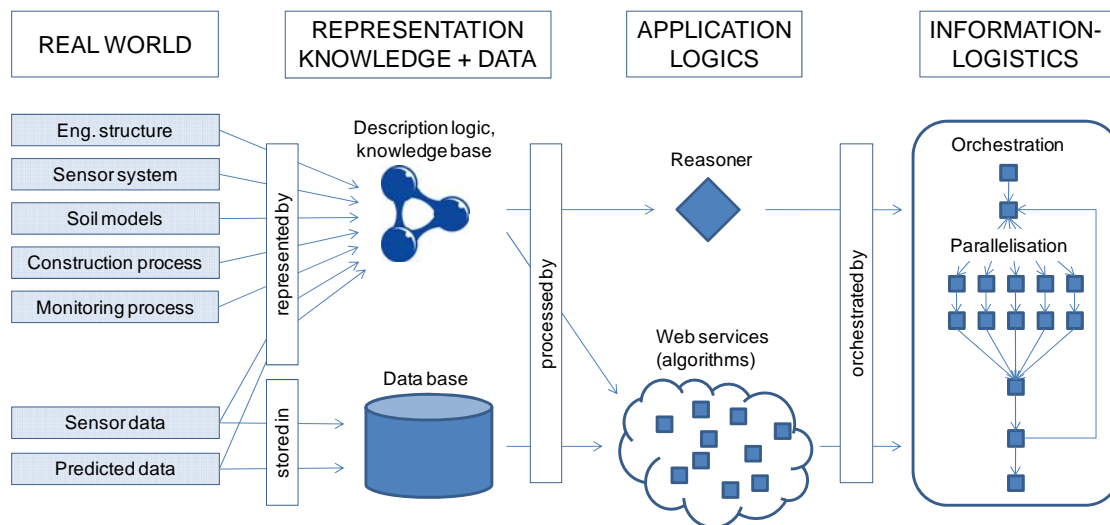 REAL WORLD
REPRESENTATION
KNOWLEDGE + DATA
APPLICATION
LOGICS
INFORMATION-
LOGISTICS
Eng. structure
Sensor system
Soil models
Construction process
Monitoring process
Sensor data
Predicted data
represented by
stored in
Description logic,
knowledge base
Data base
processed by
Reasoner
Web services
(algorithms)
orchestrated by
Orchestration
Parallelisation